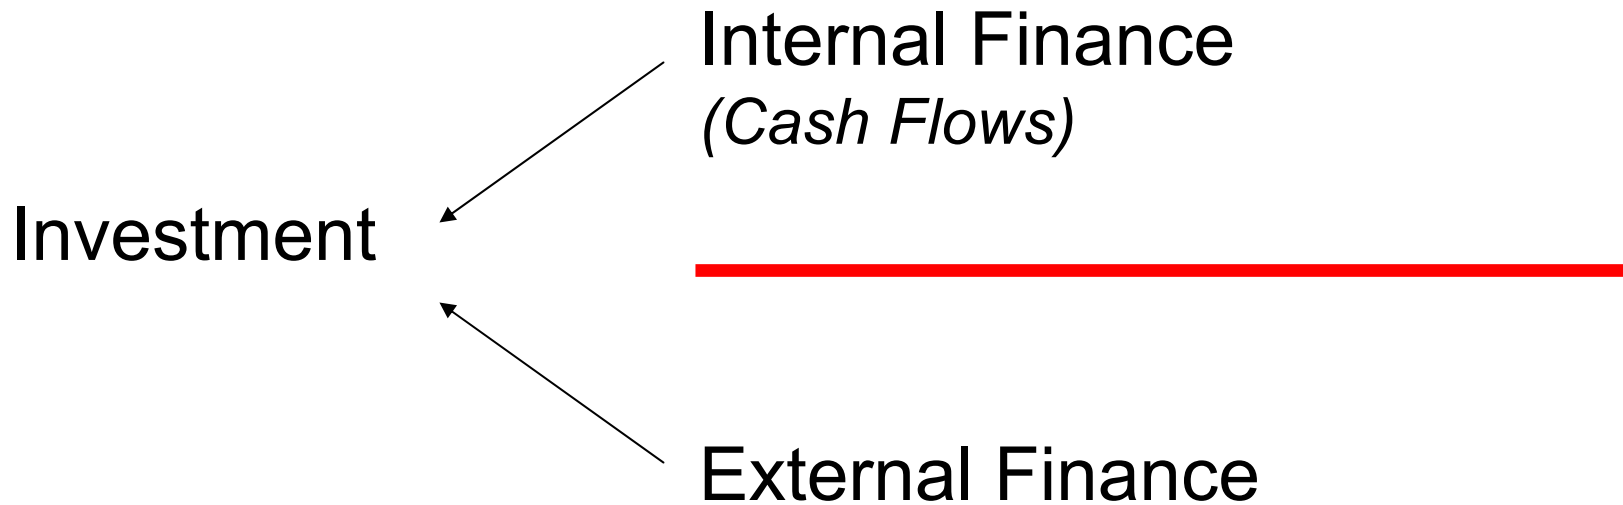 Internal Finance
(Cash Flows)
Investment
External Finance